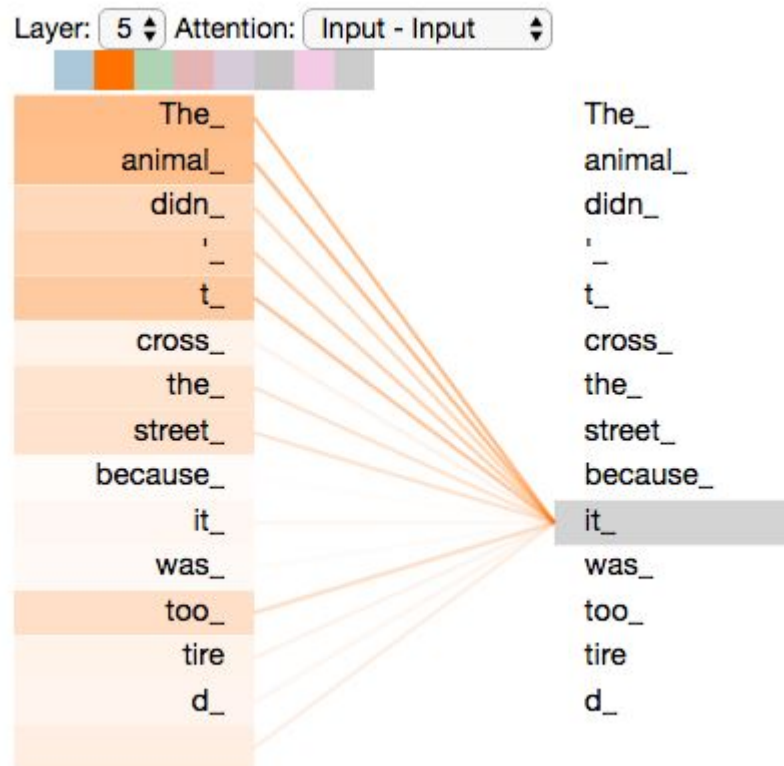 Layer: 5 Attention: Input - Input
The_ The_
animal_ animal_
didn_ didn_
'_ '_
t_ t_
cross_ cross_
the_ the_
street_ street_
because_ because_
it_ it_
was_ was_
too_ too_
tire tire
d_ d_